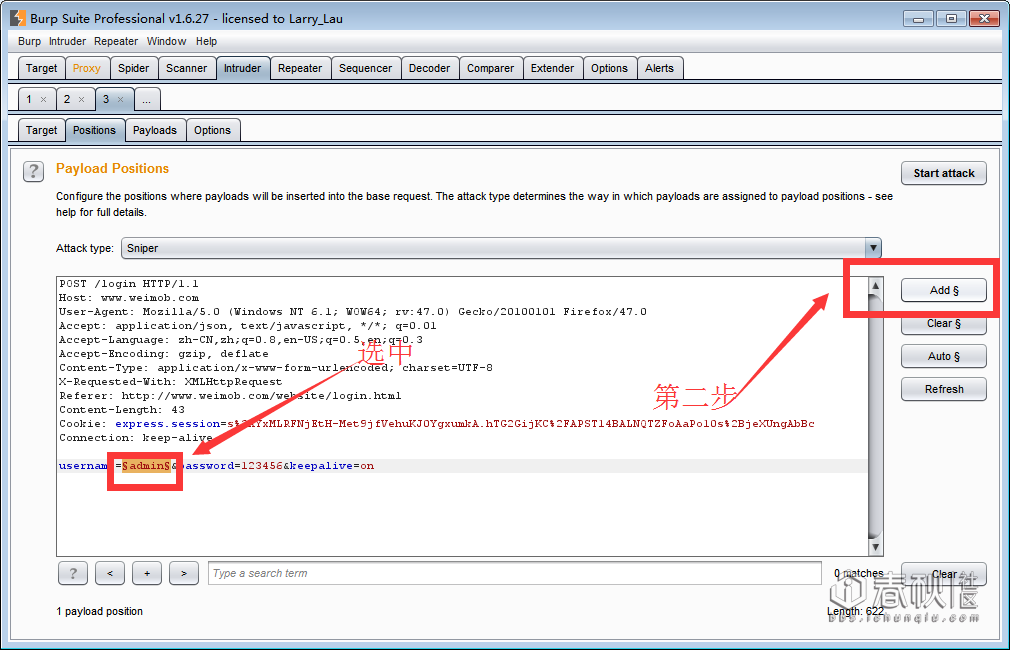 Burp Suite Professional v1.6.27 - licensed to Larry_Lau
Burp Intruder Repeater Window Help
Target Proxy Spider Scanner Intruder Repeater Sequencer Decoder Comparer Extender Options Alerts
1 × 2 × 3 × ...
Target Positions Payloads Options
? Payload Positions
Start attack
Configure the positions where payloads will be inserted into the base request. The attack type determines the way in which payloads are assigned to payload positions - see
help for full details.
Attack type: Sniper
POST /login HTTP/1.1
Host: www.weimob.com
User-Agent: Mozilla/5.0 (Windows NT 6.1; WOW64; rv:47.0) Gecko/20100101 Firefox/47.0
Accept: application/json, text/javascript, */*; q=0.01
Accept-Language: zh-CN,zh;q=0.8,en-US;q=0.5,en;q=0.3
Accept-Encoding: gzip, deflate
Content-Type: application/x-www-form-urlencoded; charset=UTF-8
X-Requested-With: XMLHttpRequest
Referer: http://www.weimob.com/website/login.html
Content-Length: 43
Cookie: express.session=
Connection: keep-alive
username=§admin§&password=123456&keepalive=on
选中
第二步
Add §
Clear §
Auto §
Refresh
? < + > Type a search term
0 matches
Clear
1 payload position
Length: 622
春秋社区
bbs.ichunqiu.com